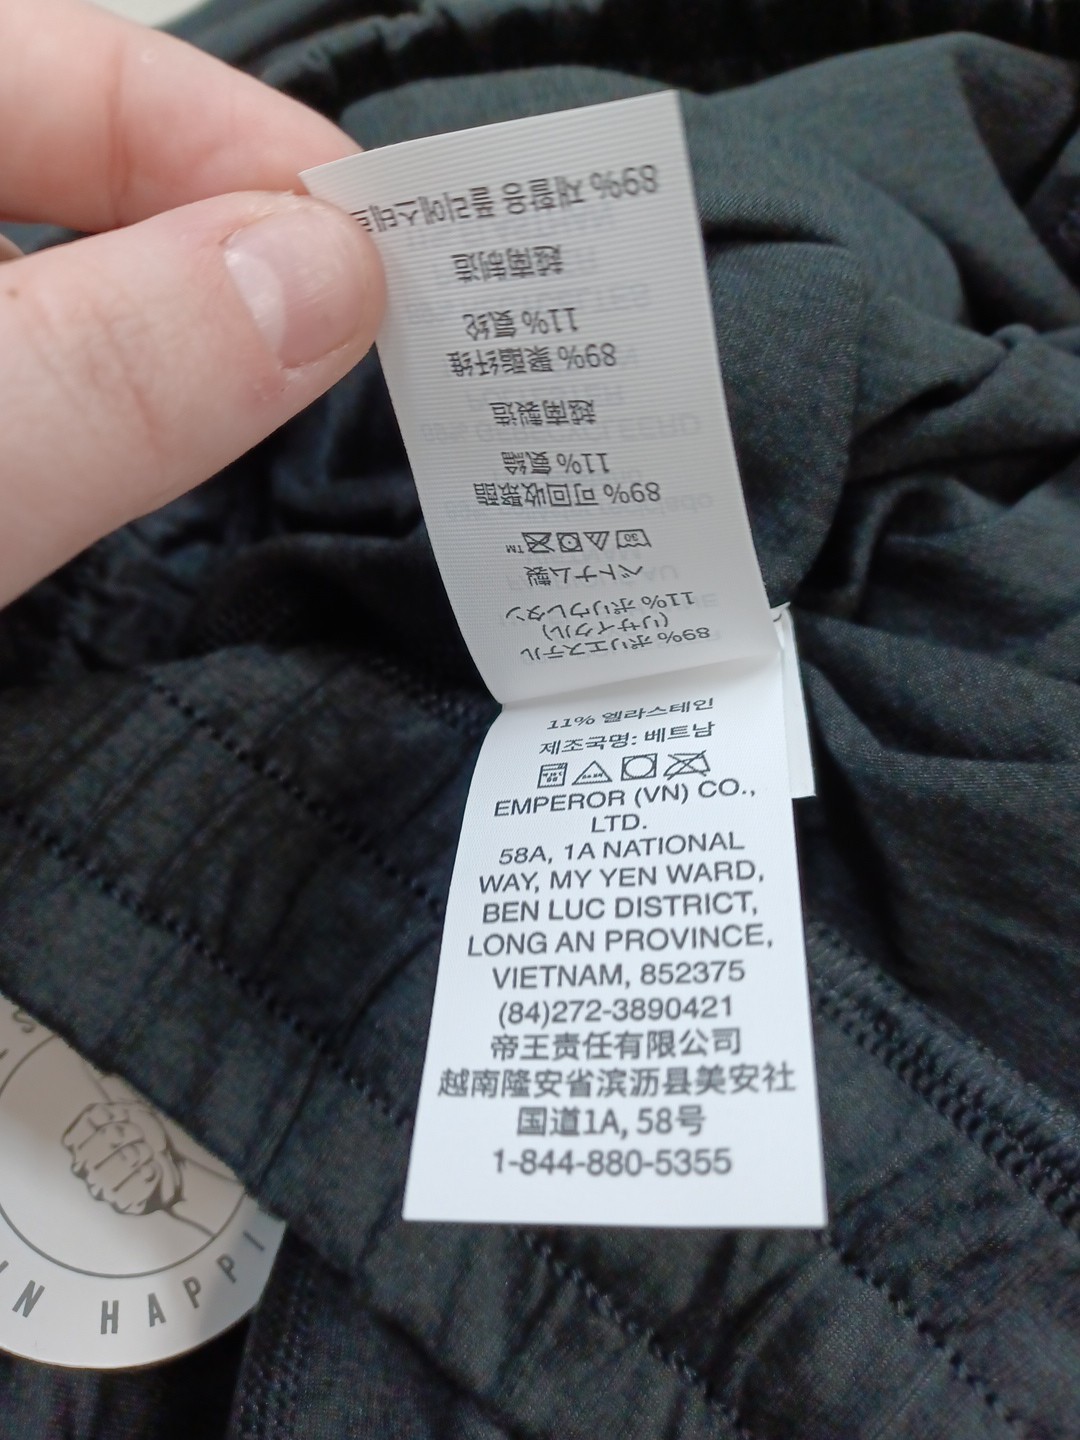 89% 재활용 폴리에스테르
越南制造
11% 氨纶
89% 聚酯纤维
越南製造
11% 氨綸
89% 可回收聚酯
30
TM
ベトナム製
11% ポリウレタン
(リサイクル)
89% ポリエステル
11% 엘라스테인
제조국명: 베트남
EMPEROR (VN) CO.,
LTD.
58A, 1A NATIONAL
WAY, MY YEN WARD,
BEN LUC DISTRICT,
LONG AN PROVINCE,
VIETNAM, 852375
(84)272-3890421
帝王责任有限公司
越南隆安省滨沥县美安社
国道1A, 58号
1-844-880-5355
N HAPPI